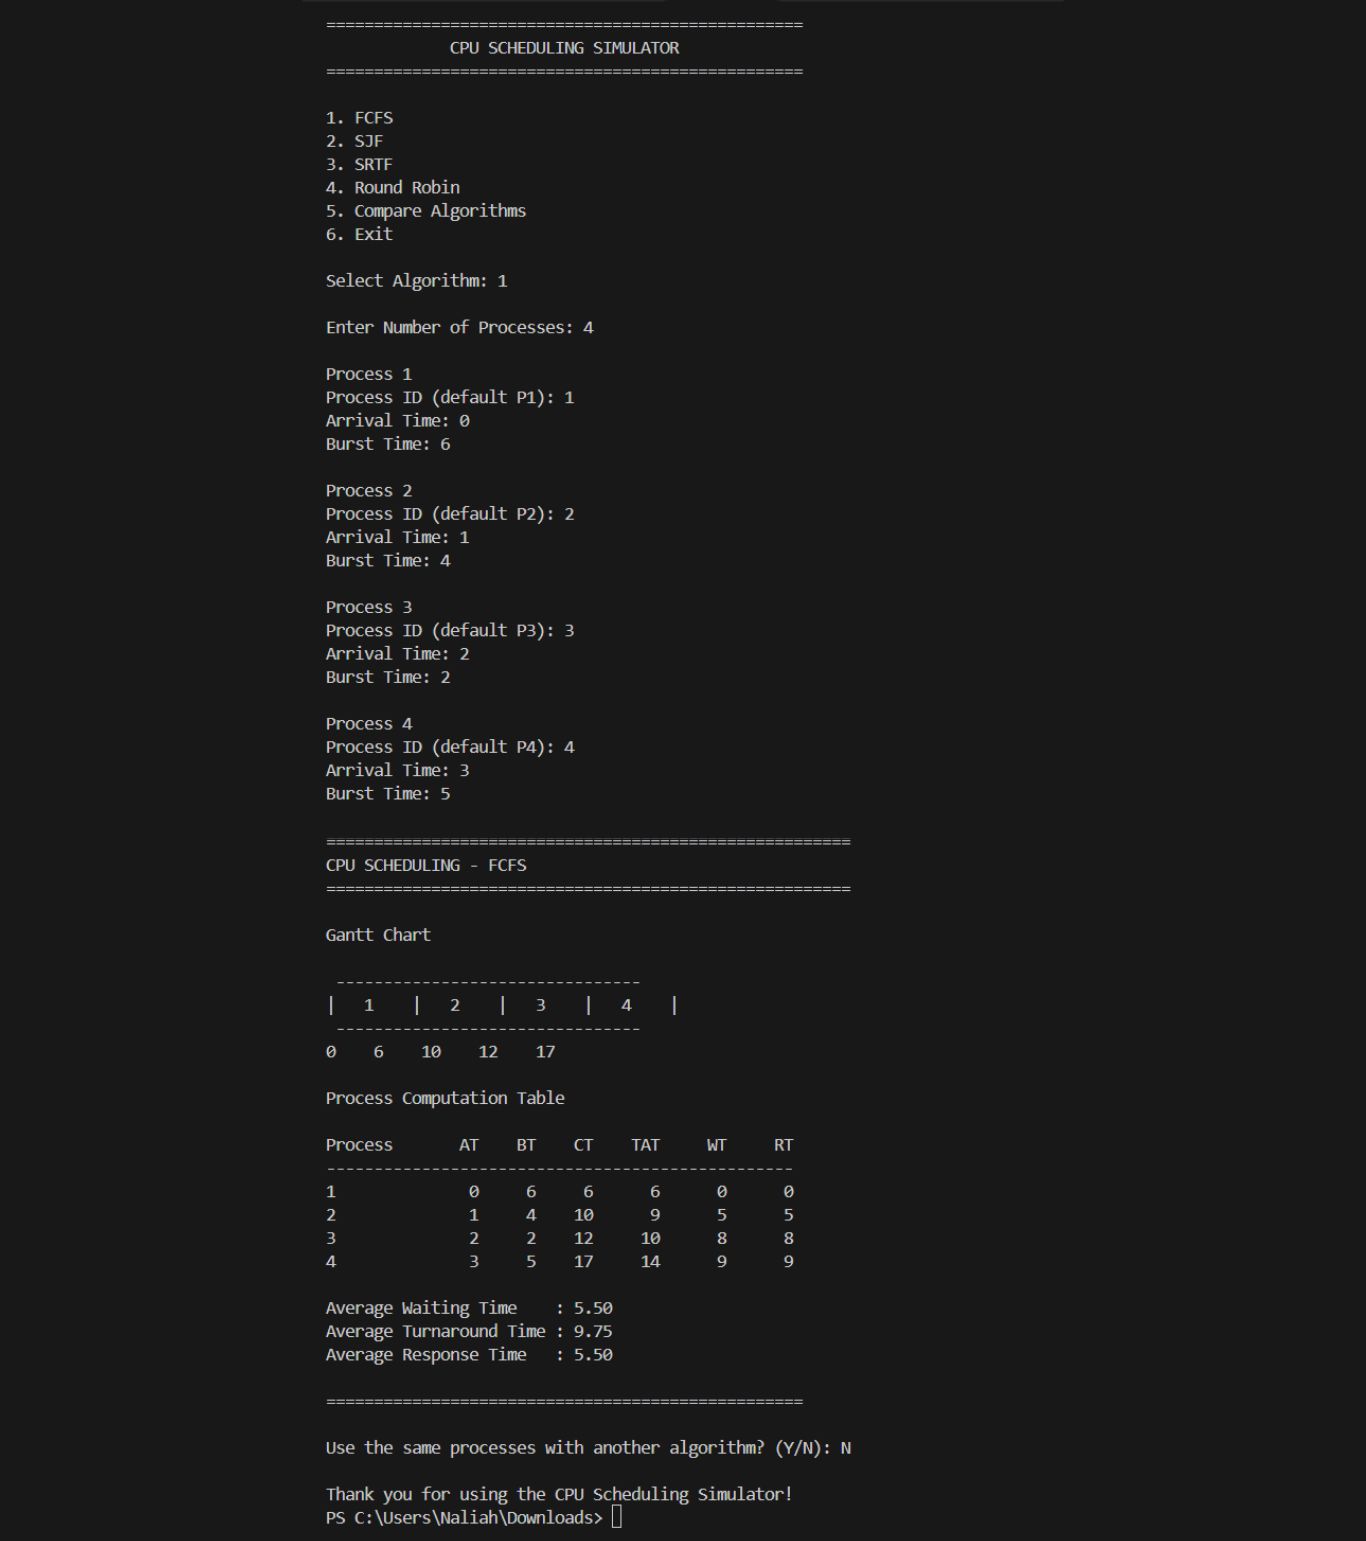 ==================================================
CPU SCHEDULING SIMULATOR
==================================================
1. FCFS
2. SJF
3. SRTF
4. Round Robin
5. Compare Algorithms
6. Exit
Select Algorithm: 1
Enter Number of Processes: 4
Process 1
Process ID (default P1): 1
Arrival Time: 0
Burst Time: 6
Process 2
Process ID (default P2): 2
Arrival Time: 1
Burst Time: 4
Process 3
Process ID (default P3): 3
Arrival Time: 2
Burst Time: 2
Process 4
Process ID (default P4): 4
Arrival Time: 3
Burst Time: 5
=======================================================
CPU SCHEDULING - FCFS
=======================================================
Gantt Chart
--------------------------------
|   1    |   2    |   3    |   4    |
--------------------------------
0    6    10    12    17
Process Computation Table
Process       AT    BT    CT    TAT     WT     RT
-------------------------------------------------
1              0     6     6      6      0      0
2              1     4    10      9      5      5
3              2     2    12     10      8      8
4              3     5    17     14      9      9
Average Waiting Time    : 5.50
Average Turnaround Time : 9.75
Average Response Time   : 5.50
==================================================
Use the same processes with another algorithm? (Y/N): N
Thank you for using the CPU Scheduling Simulator!
PS C:\Users\Naliah\Downloads>